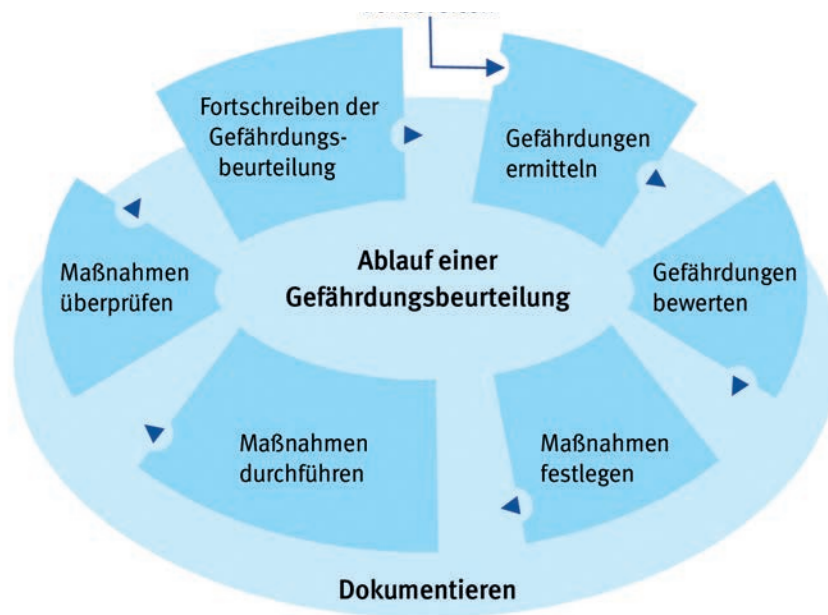 Fortschreiben der
Gefährdungs-
beurteilung
Gefährdungen
ermitteln
Gefährdungen
bewerten
Maßnahmen
festlegen
Maßnahmen
durchführen
Maßnahmen
überprüfen
Ablauf einer
Gefährdungsbeurteilung
Dokumentieren